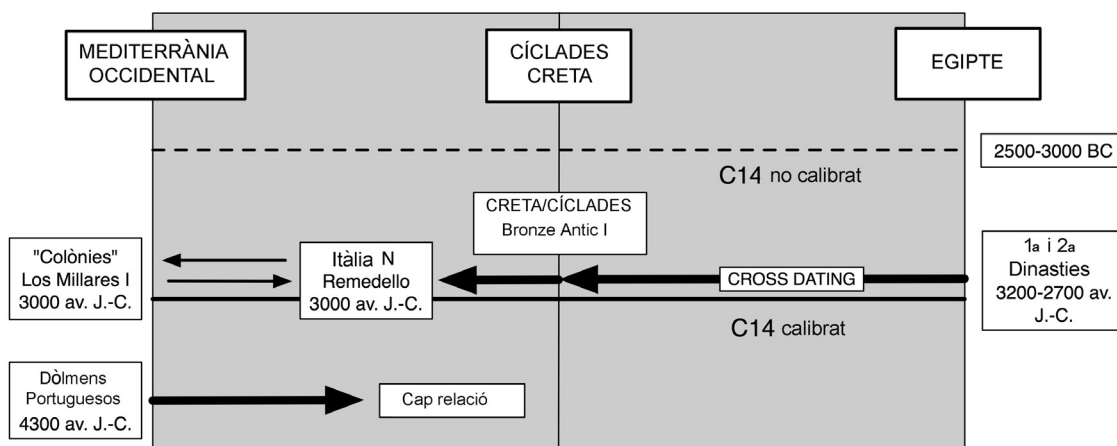 MEDITERRÀNIA
OCCIDENTAL
CÍCLADES
CRETA
EGIPTE
2500-3000 BC
C14 no calibrat
CRETA/CÍCLADES
Bronze Antic I
"Colònies"
Los Millares I
3000 av. J.-C.
Itàlia N
Remedello
3000 av. J.-C.
CROSS DATING
1a i 2a
Dinasties
3200-2700 av.
J.-C.
C14 calibrat
Dòlmens
Portuguesos
4300 av. J.-C.
Cap relació